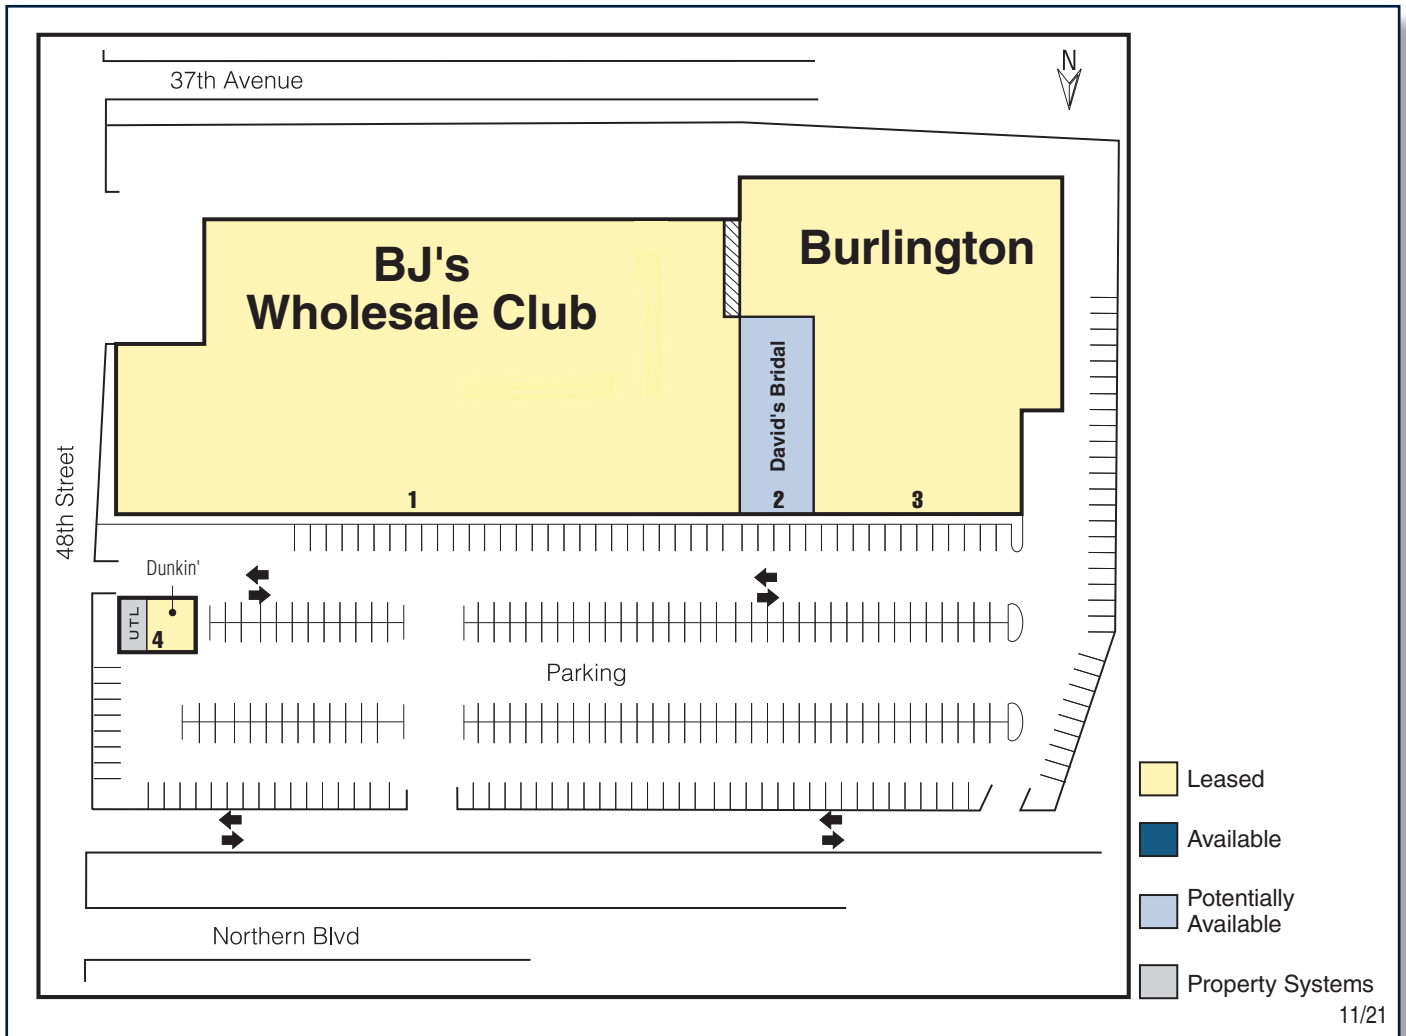 37th Avenue
N
BJ's
Wholesale Club
Burlington
David's Bridal
1
2
3
48th Street
Dunkin'
UTL
4
Parking
Northern Blvd
Leased
Available
Potentially
Available
Property Systems
11/21